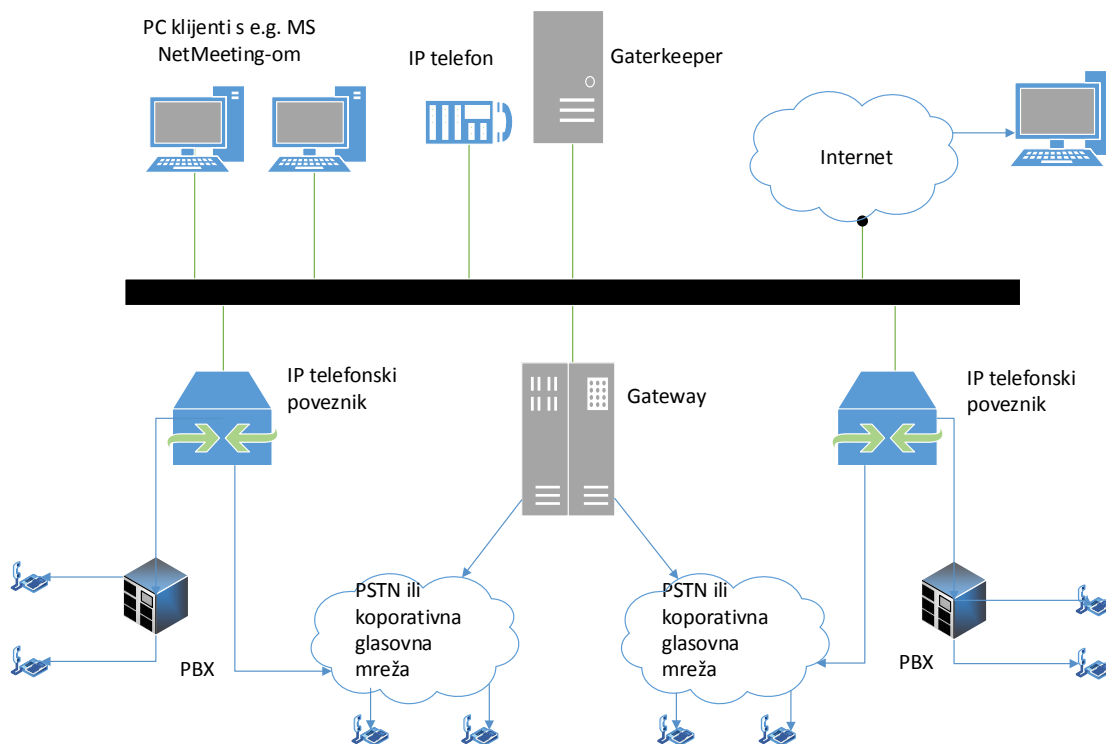 PC klijenti s e.g. MS
NetMeeting-om
IP telefon
Gaterkeeper
Internet
IP telefonski
poveznik
Gateway
IP telefonski
poveznik
PSTN ili
koporativna
glasovna
mreža
PSTN ili
koporativna
glasovna
mreža
PBX
PBX